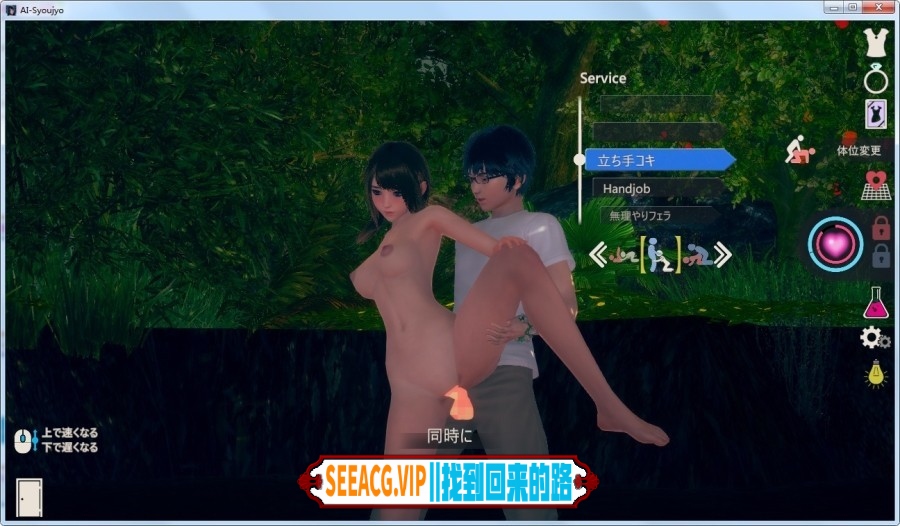 AI-Syoujyo
Service
立ち手コキ
Handjob
無理やりフェラ
体位変更
上で速くなる
下で遅くなる
同時に
SEEACG.VIP||找到回来的路